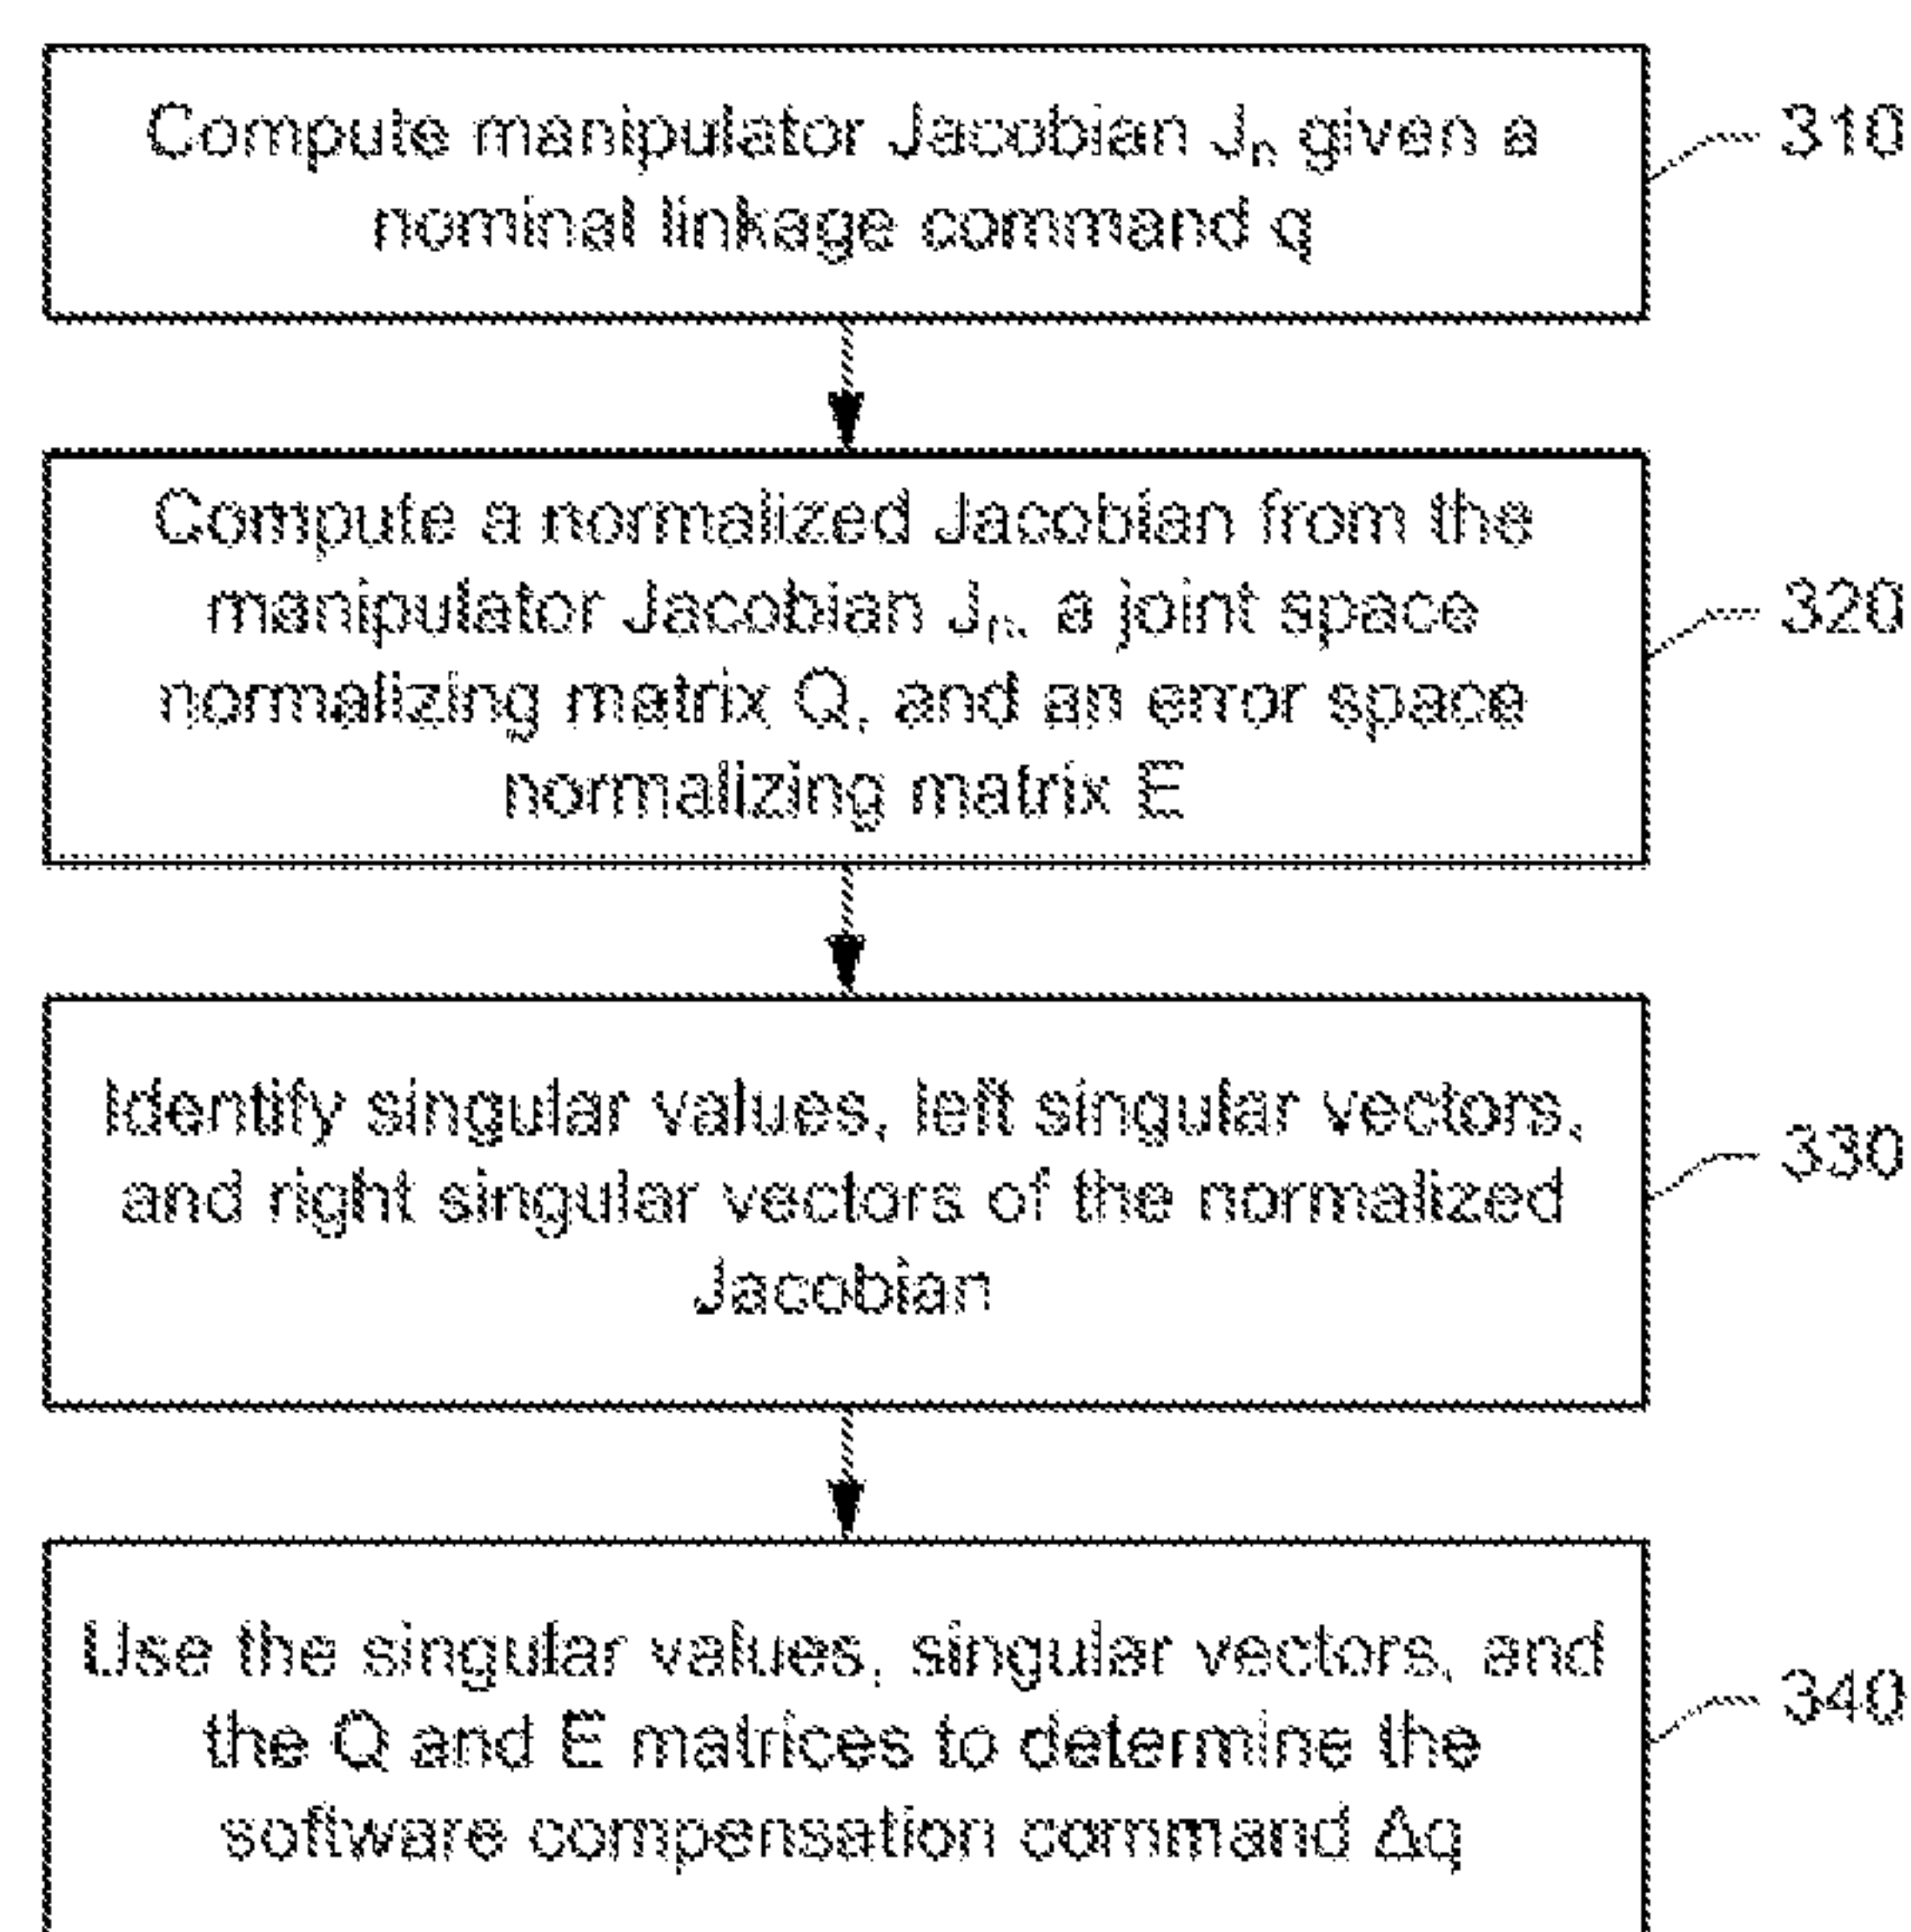 Compute manipulator Jacobian Jn given a
nominal linkage command q
310
Compute a normalized Jacobian from the
manipulator Jacobian Jn, a joint space
normalizing matrix Q, and an error space
normalizing matrix E
320
Identify singular values, left singular vectors,
and right singular vectors of the normalized
Jacobian
330
Use the singular values, singular vectors, and
the Q and E matrices to determine the
software compensation command Δq
340